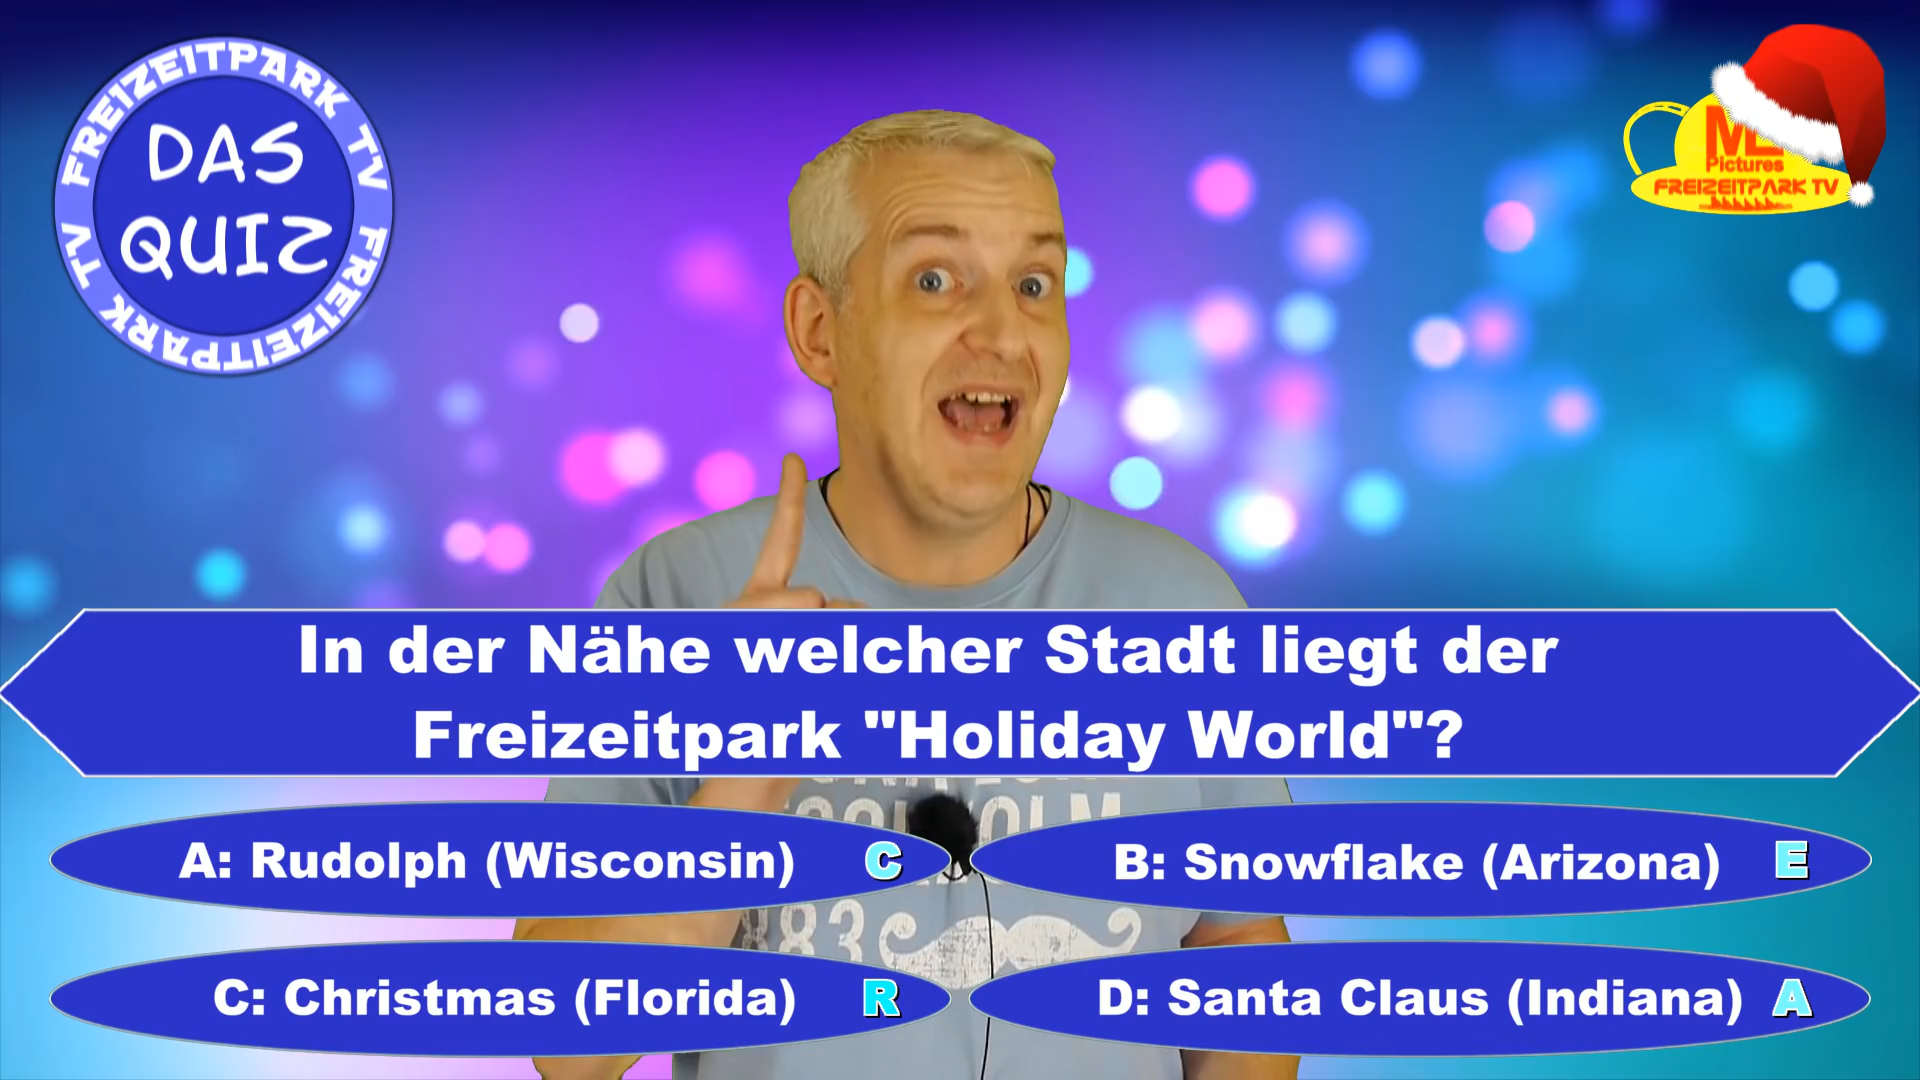 FREIZEITPARK TV
FREIZEITPARK TV
DAS
QUIZ
Pictures
FREIZEITPARK TV
In der Nähe welcher Stadt liegt der
Freizeitpark "Holiday World"?
A: Rudolph (Wisconsin) C
B: Snowflake (Arizona) E
883
C: Christmas (Florida) R
D: Santa Claus (Indiana) A